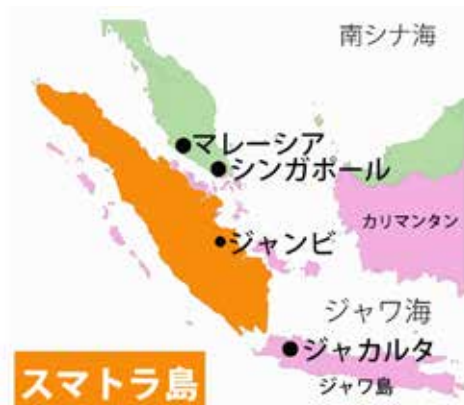 南シナ海
マレーシア
シンガポール
カリマンタン
ジャンビ
ジャワ海
ジャカルタ
スマトラ島
ジャワ島